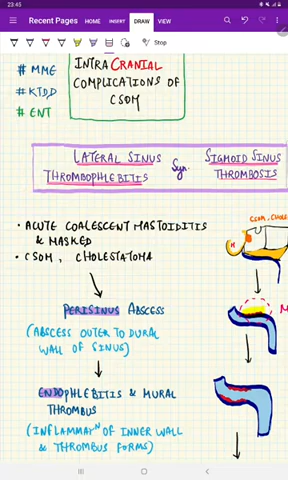 23:45
Recent Pages
HOME
INSERT
DRAW
Stop
# MME
# KTDD
# ENT
INTRA CRANIAL
COMPLICATIONS OF
CSOM
LATERAL SINUS
THROMBOPHLEBITIS
Syn.
SIGMOID SINUS
THROMBOSIS
• ACUTE COALESCENT MASTOIDITIS
& MASKED
• CSOM, CHOLESTATOMA
CSOM, CHOLE
M
PERISINUS ABSCESS
(ABSCESS OUTER TO DURAL
WALL OF SINUS)
M
ENDOPHLEBITIS & MURAL
THROMBUS
(INFLAMMAᵀᴺ OF INNER WALL
& THROMBUS FORMS)